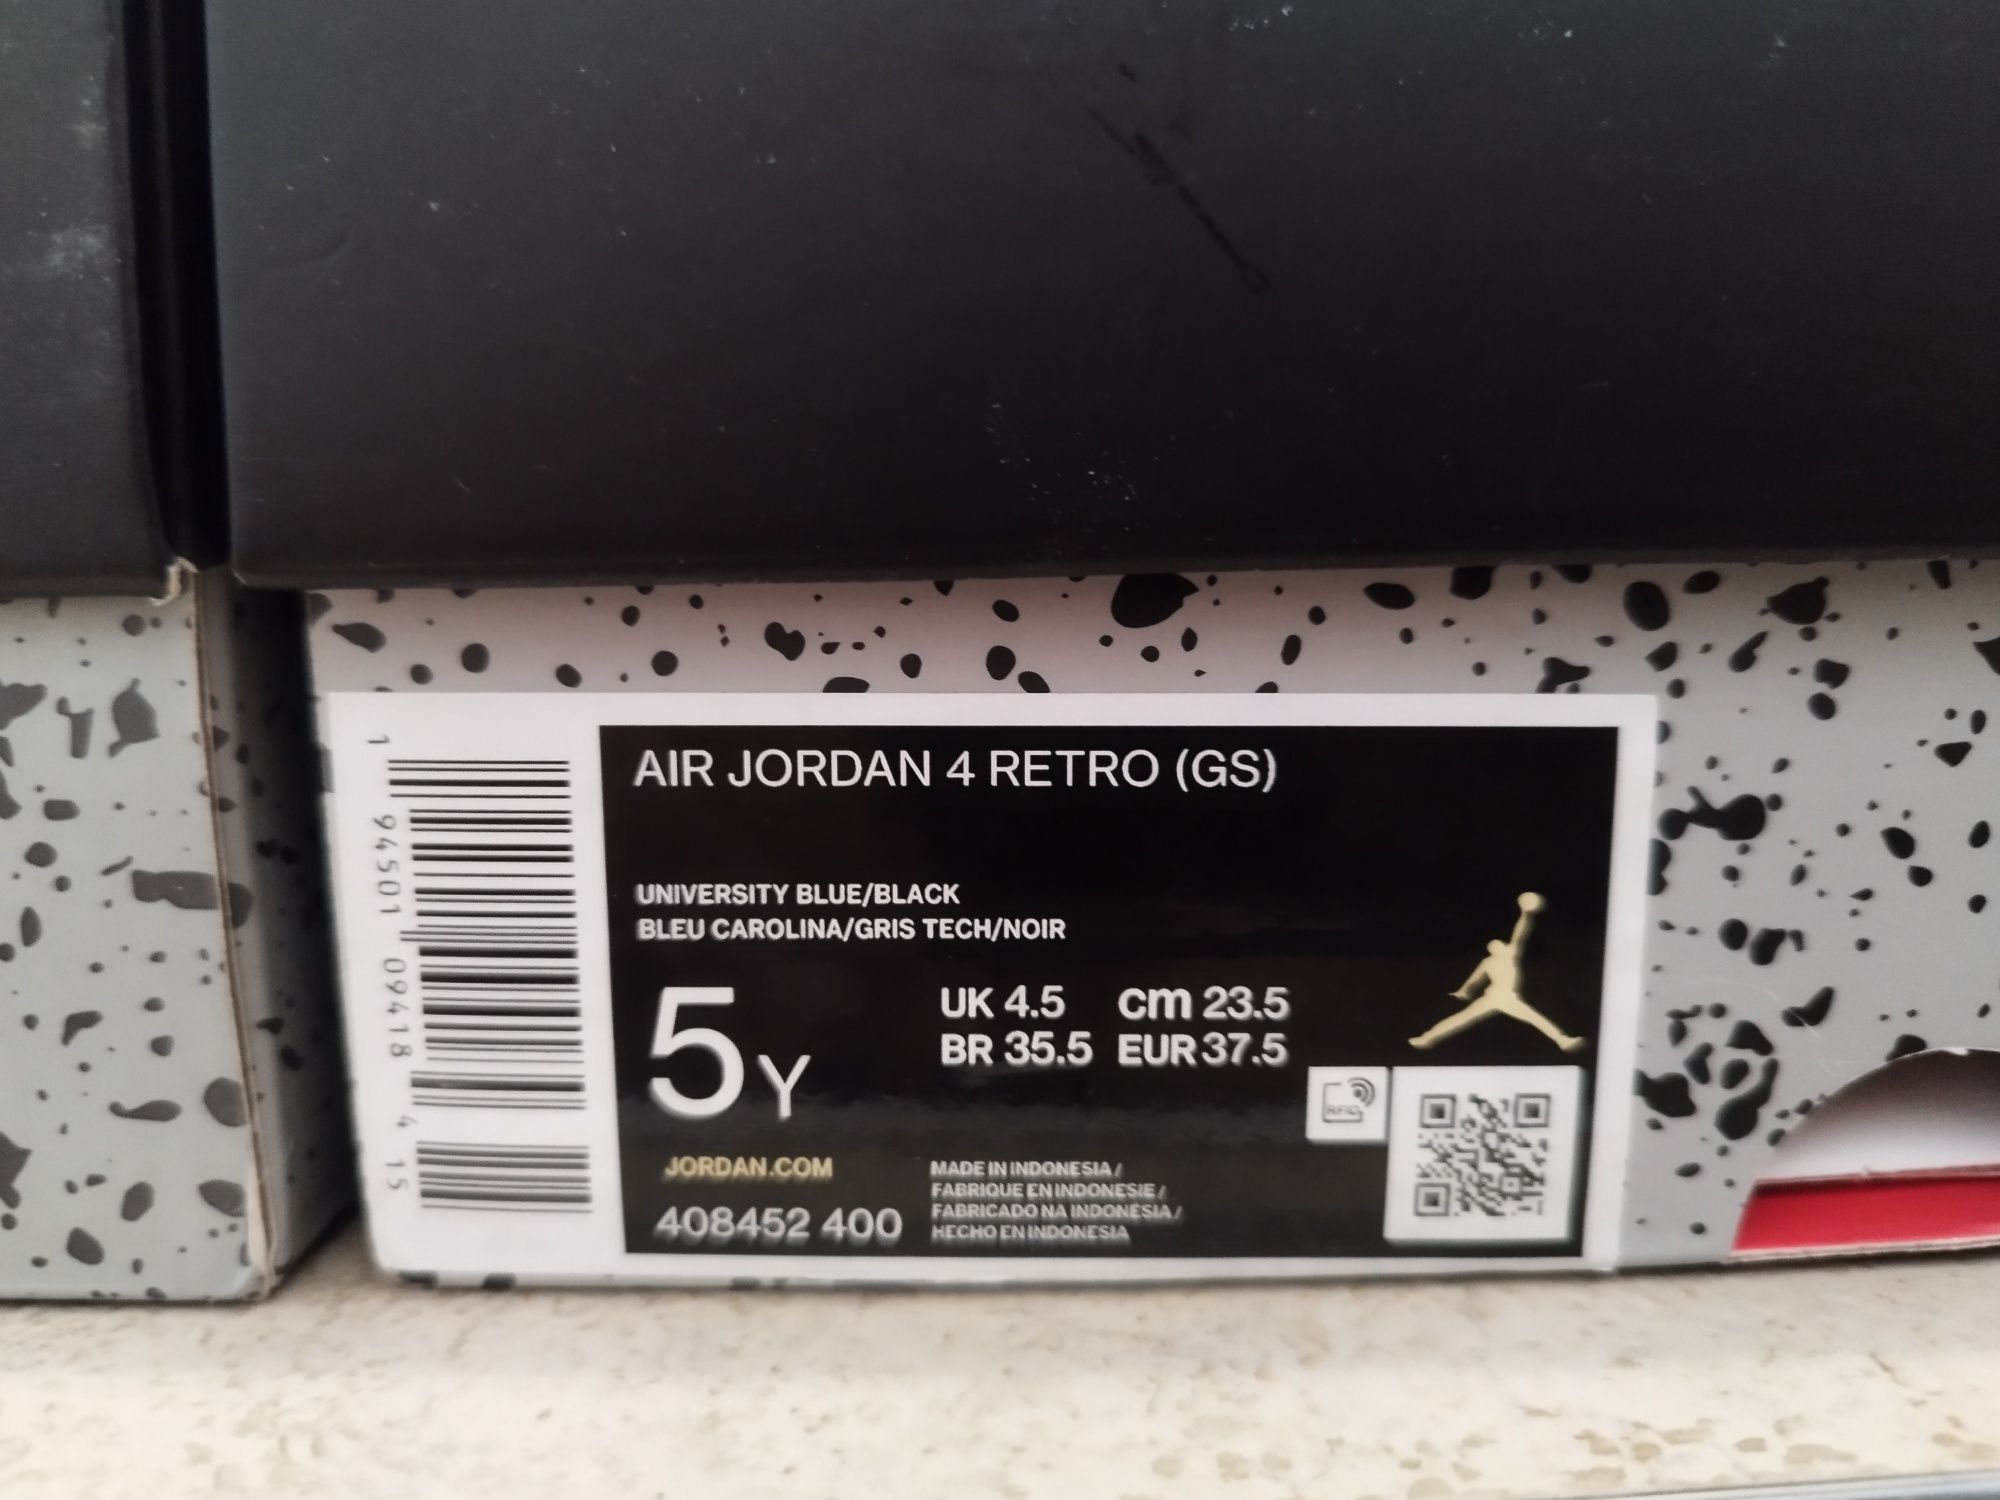 AIR JORDAN 4 RETRO (GS)
UNIVERSITY BLUE/BLACK
BLEU CAROLINA/GRIS TECH/NOIR
5Y
UK 4.5 cm 23.5
BR 35.5 EUR 37.5
RFID
JORDAN.COM
408452 400
MADE IN INDONESIA /
FABRIQUE EN INDONESIE /
FABRICADO NA INDONÉSIA /
HECHO EN INDONESIA
1 94501 09418 4 15